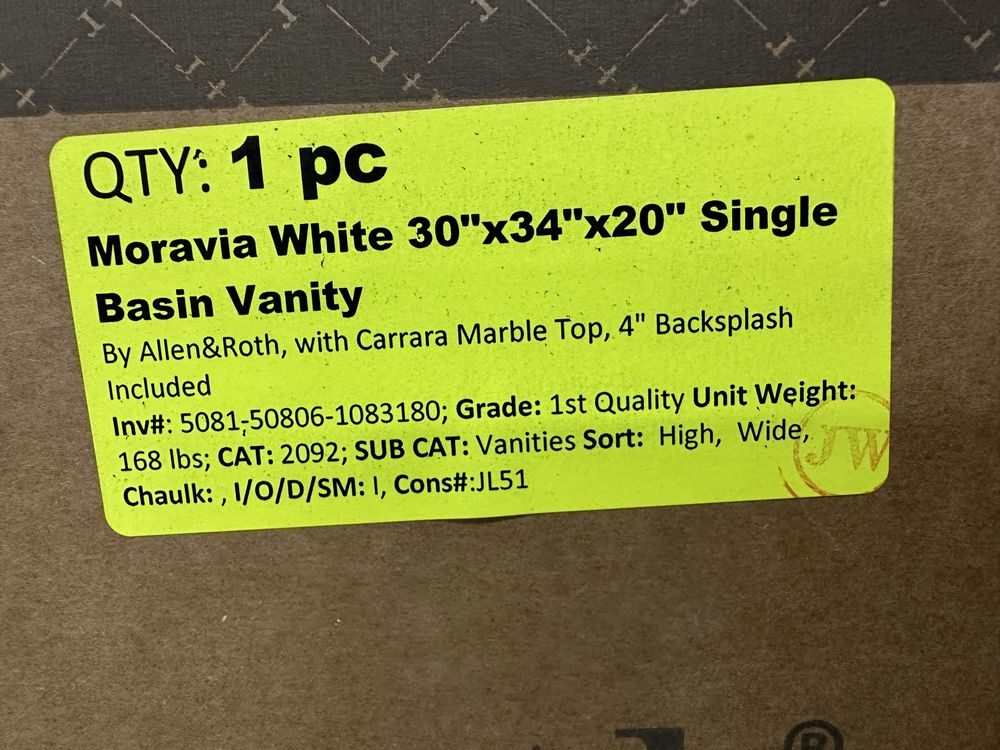 QTY: 1 pc
Moravia White 30"x34"x20" Single
Basin Vanity
By Allen&Roth, with Carrara Marble Top, 4" Backsplash
Included
Inv#: 5081-50806-1083180; Grade: 1st Quality Unit Weight:
168 lbs; CAT: 2092; SUB CAT: Vanities Sort: High, Wide,
Chaulk: , I/O/D/SM: I, Cons#:JL51
JW
®